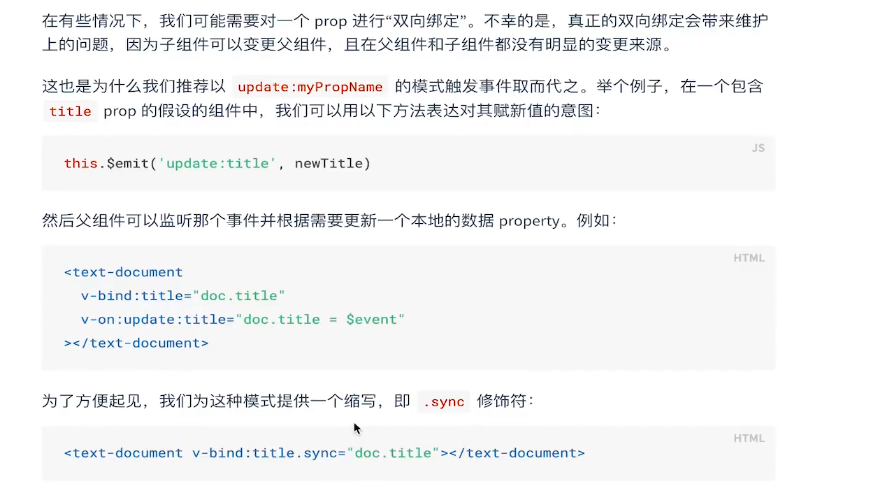 在有些情况下，我们可能需要对一个 prop 进行“双向绑定”。不幸的是，真正的双向绑定会带来维护
上的问题，因为子组件可以变更父组件，且在父组件和子组件都没有明显的变更来源。
这也是为什么我们推荐以 update:myPropName 的模式触发事件取而代之。举个例子，在一个包含
title prop 的假设的组件中，我们可以用以下方法表达对其赋新值的意图：
JS
this.$emit('update:title', newTitle)
然后父组件可以监听那个事件并根据需要更新一个本地的数据 property。例如：
HTML
<text-document
  v-bind:title="doc.title"
  v-on:update:title="doc.title = $event"
></text-document>
为了方便起见，我们为这种模式提供一个缩写，即 .sync 修饰符：
HTML
<text-document v-bind:title.sync="doc.title"></text-document>